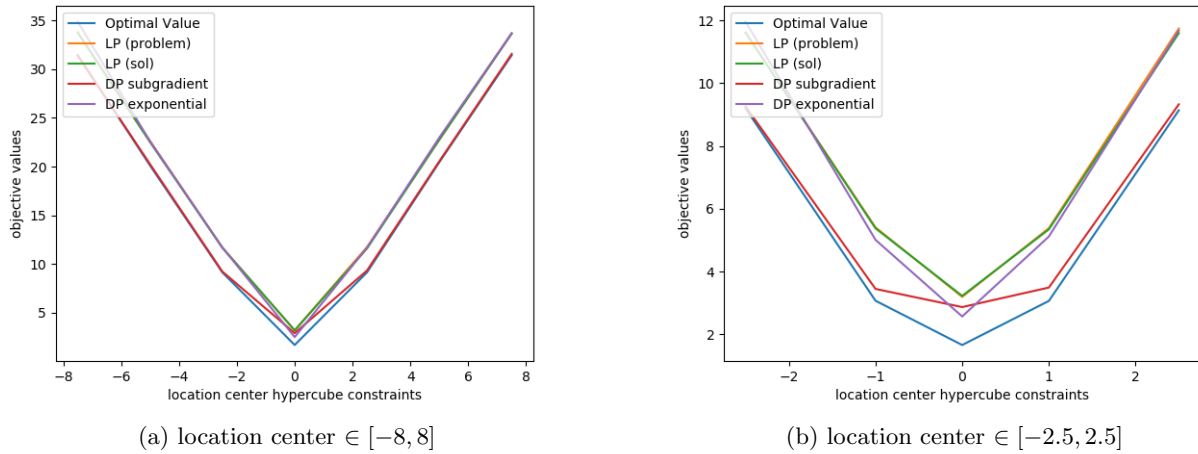 35
30
25
20
15
10
5
objective values
Optimal Value
LP (problem)
LP (sol)
DP subgradient
DP exponential
−8 −6 −4 −2 0 2 4 6 8
location center hypercube constraints
(a) location center ∈ [−8, 8]
12
10
8
6
4
2
objective values
Optimal Value
LP (problem)
LP (sol)
DP subgradient
DP exponential
−2 −1 0 1 2
location center hypercube constraints
(b) location center ∈ [−2.5, 2.5]